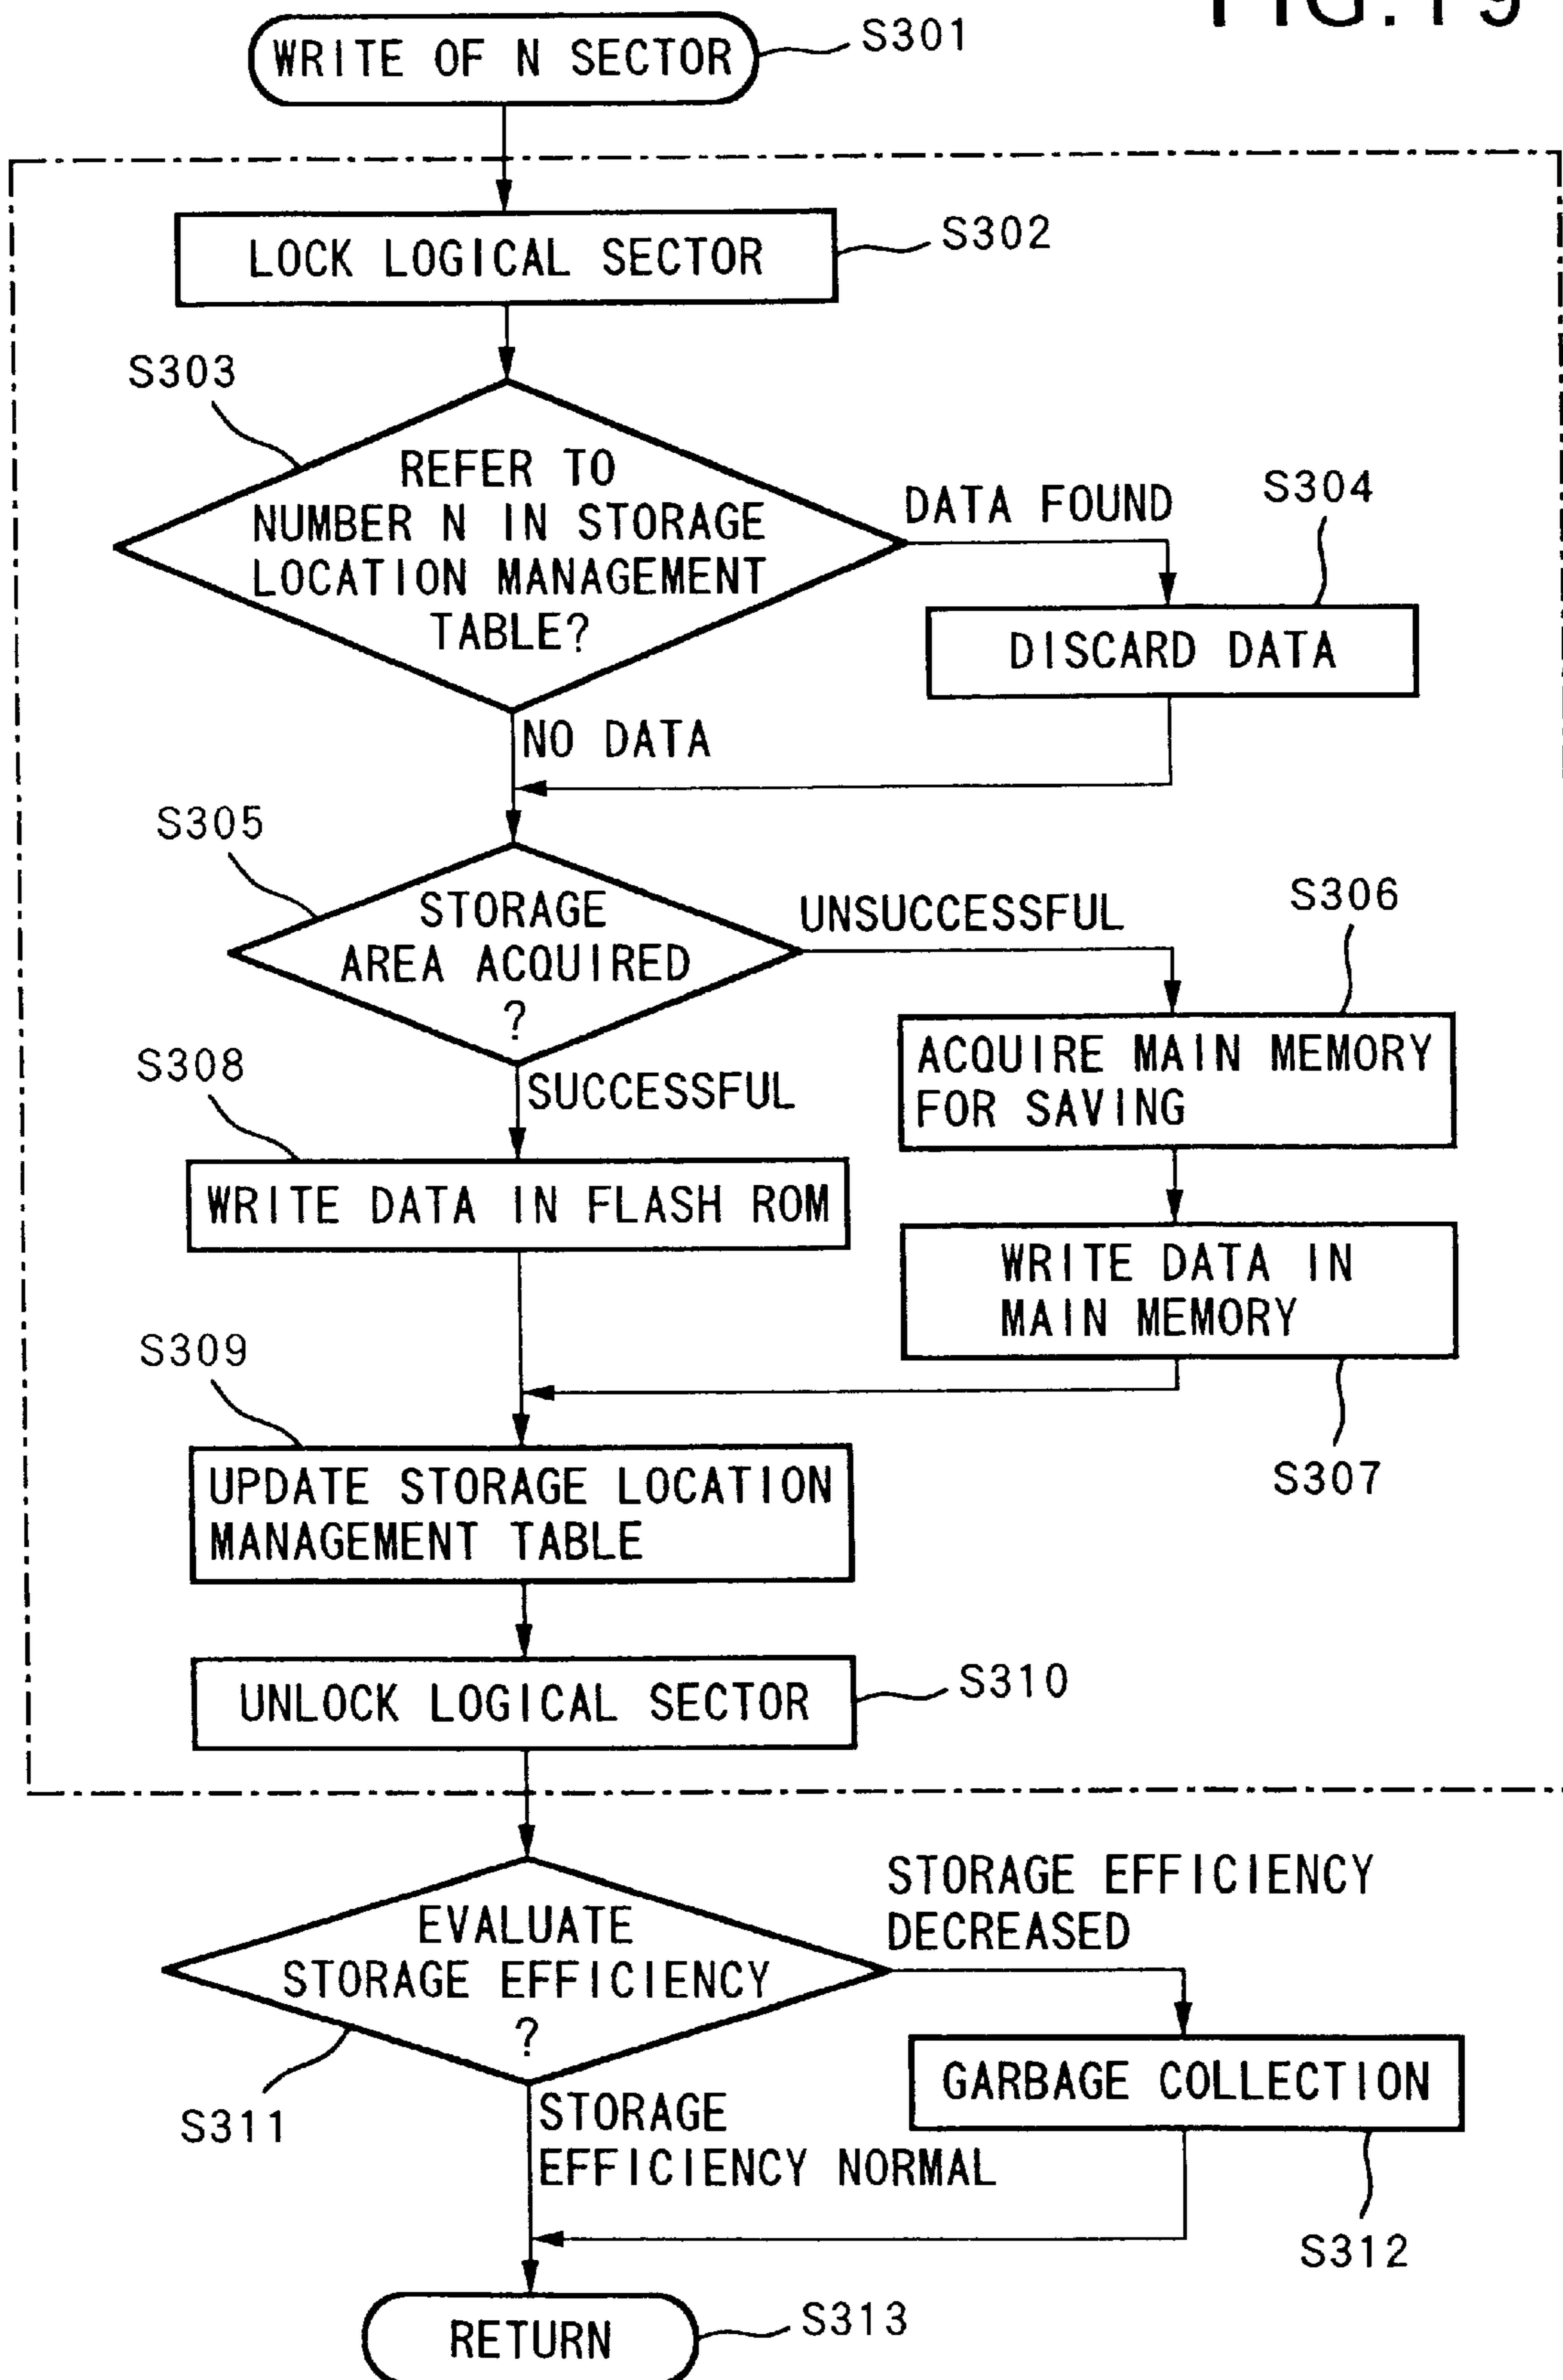 FIG.19
WRITE OF N SECTOR
S301
LOCK LOGICAL SECTOR
S302
S303
REFER TO
NUMBER N IN STORAGE
LOCATION MANAGEMENT
TABLE?
DATA FOUND
S304
DISCARD DATA
NO DATA
S305
STORAGE
AREA ACQUIRED
?
UNSUCCESSFUL
S306
ACQUIRE MAIN MEMORY
FOR SAVING
S308
SUCCESSFUL
WRITE DATA IN FLASH ROM
WRITE DATA IN
MAIN MEMORY
S307
S309
UPDATE STORAGE LOCATION
MANAGEMENT TABLE
UNLOCK LOGICAL SECTOR
S310
EVALUATE
STORAGE EFFICIENCY
?
S311
STORAGE EFFICIENCY
DECREASED
GARBAGE COLLECTION
S312
STORAGE
EFFICIENCY NORMAL
RETURN
S313